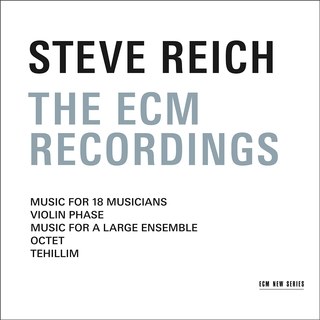 STEVE REICH
THE ECM
RECORDINGS
MUSIC FOR 18 MUSICIANS
VIOLIN PHASE
MUSIC FOR A LARGE ENSEMBLE
OCTET
TEHILLIM
ECM NEW SERIES